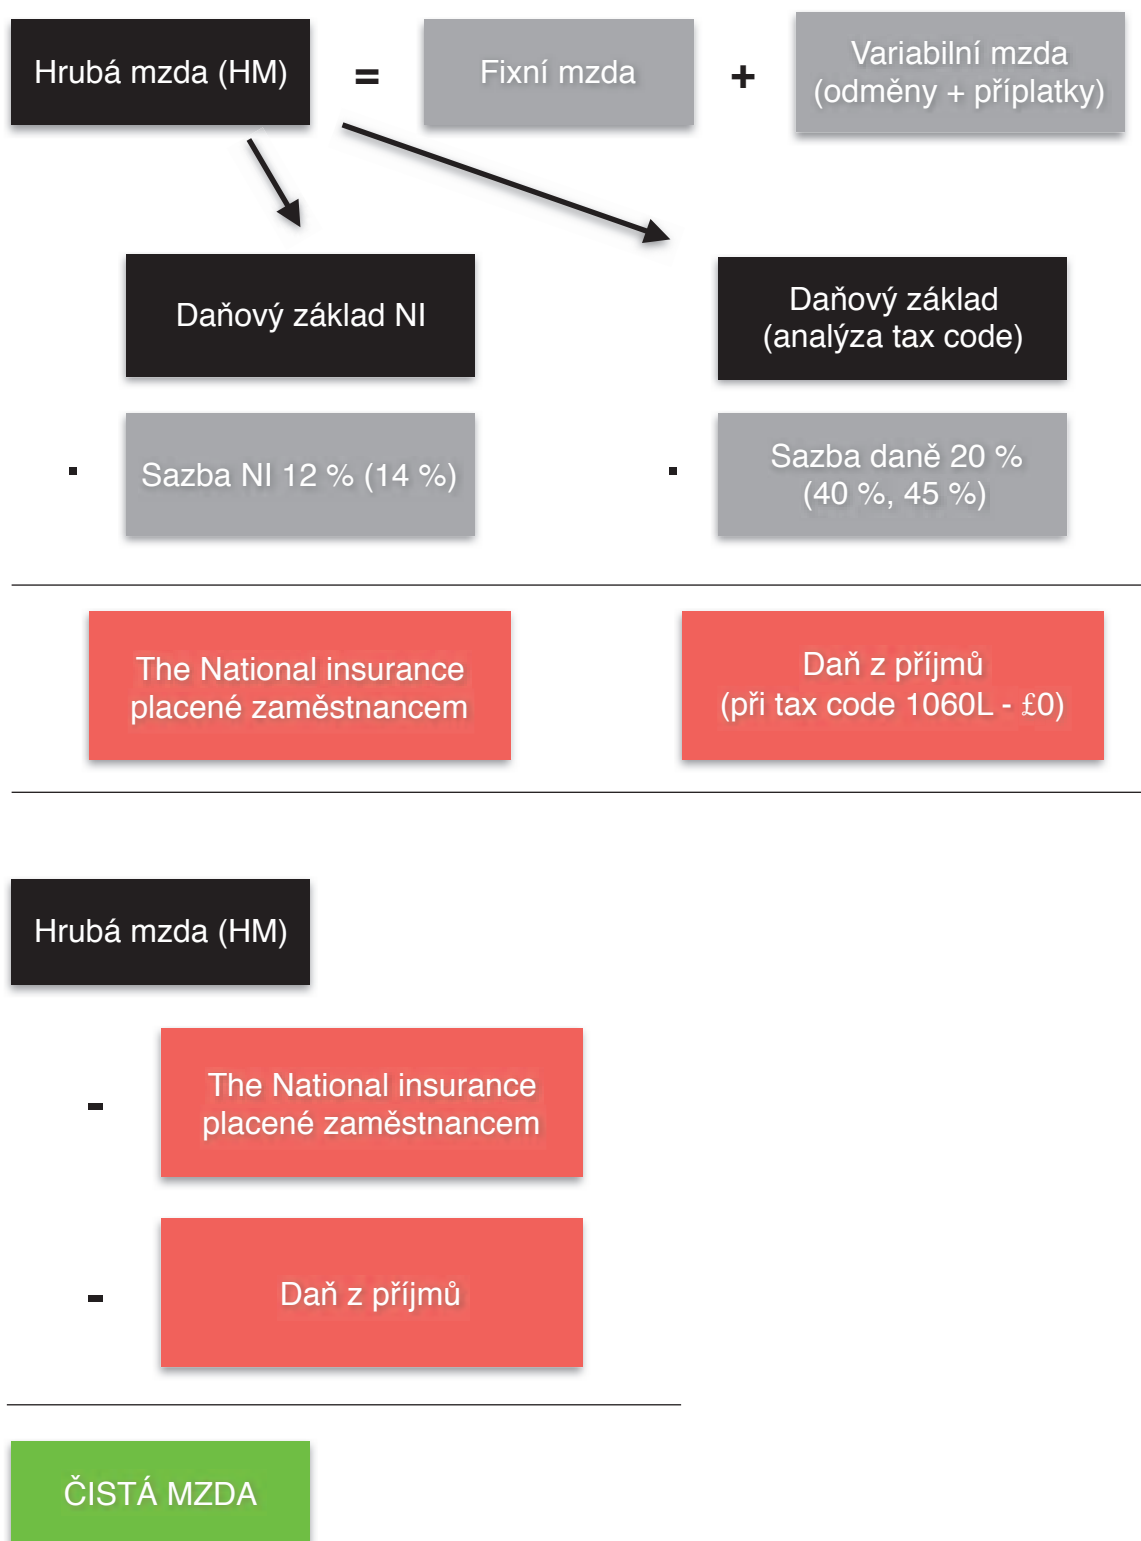 Hrubá mzda (HM)
=
Fixní mzda
+
Variabilní mzda
(odměny + příplatky)
Daňový základ NI
Daňový základ
(analýza tax code)
·
Sazba NI 12 % (14 %)
·
Sazba daně 20 %
(40 %, 45 %)
The National insurance
placené zaměstnancem
Daň z příjmů
(při tax code 1060L - £0)
Hrubá mzda (HM)
-
The National insurance
placené zaměstnancem
-
Daň z příjmů
ČISTÁ MZDA